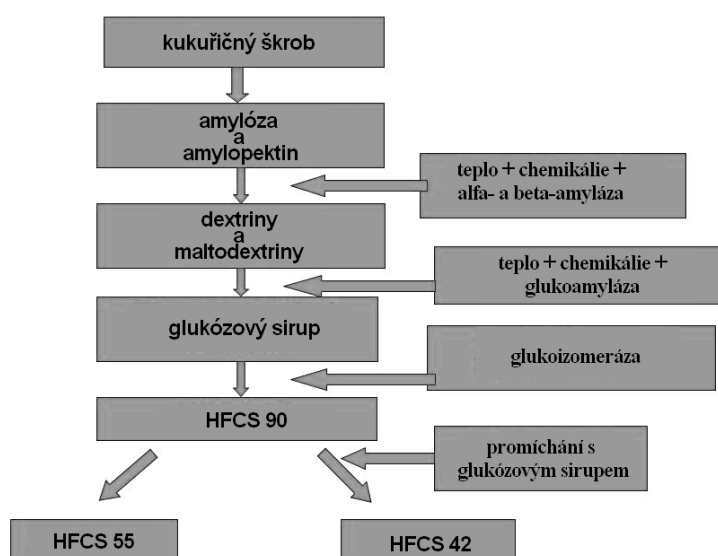 kukuřičný škrob
amylóza
a
amylopektin
teplo + chemikálie +
alfa- a beta-amyláza
dextriny
a
maltodextriny
teplo + chemikálie +
glukoamyláza
glukózový sirup
glukoizomeráza
HFCS 90
promíchání s
glukózovým sirupem
HFCS 55
HFCS 42